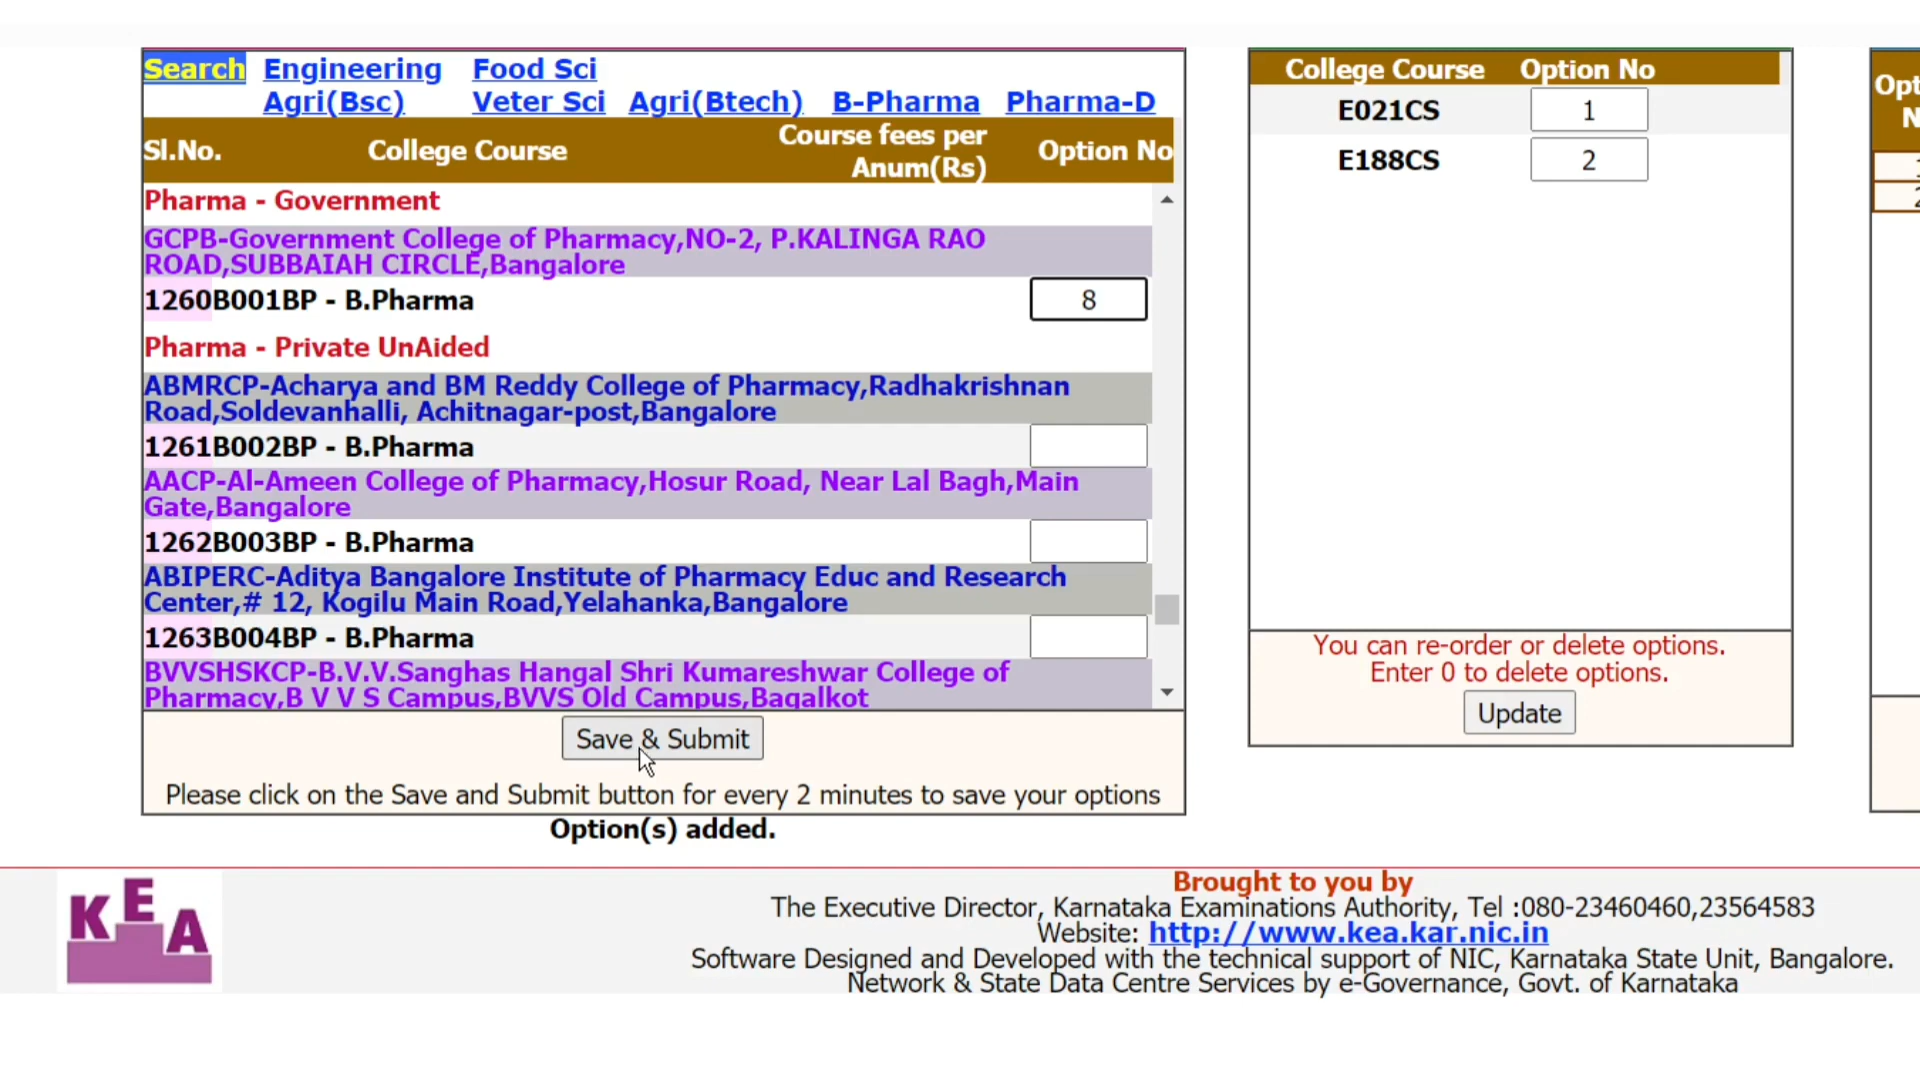 Search Engineering Food Sci
Agri(Bsc) Veter Sci Agri(Btech) B-Pharma Pharma-D
Sl.No. College Course Course fees per Anum(Rs) Option No
Pharma - Government
GCPB-Government College of Pharmacy,NO-2, P.KALINGA RAO
ROAD,SUBBAIAH CIRCLE,Bangalore
1260B001BP - B.Pharma 8
Pharma - Private UnAided
ABMRCP-Acharya and BM Reddy College of Pharmacy,Radhakrishnan
Road,Soldevanhalli, Achitnagar-post,Bangalore
1261B002BP - B.Pharma
AACP-Al-Ameen College of Pharmacy,Hosur Road, Near Lal Bagh,Main
Gate,Bangalore
1262B003BP - B.Pharma
ABIPERC-Aditya Bangalore Institute of Pharmacy Educ and Research
Center,# 12, Kogilu Main Road,Yelahanka,Bangalore
1263B004BP - B.Pharma
BVVSHSKCP-B.V.V.Sanghas Hangal Shri Kumareshwar College of
Pharmacy,B V V S Campus,BVVS Old Campus,Bagalkot
Save & Submit
Please click on the Save and Submit button for every 2 minutes to save your options
Option(s) added.
College Course Option No
E021CS 1
E188CS 2
You can re-order or delete options.
Enter 0 to delete options.
Update
KEA
Brought to you by
The Executive Director, Karnataka Examinations Authority, Tel :080-23460460,23564583
Website: http://www.kea.kar.nic.in
Software Designed and Developed with the technical support of NIC, Karnataka State Unit, Bangalore.
Network & State Data Centre Services by e-Governance, Govt. of Karnataka